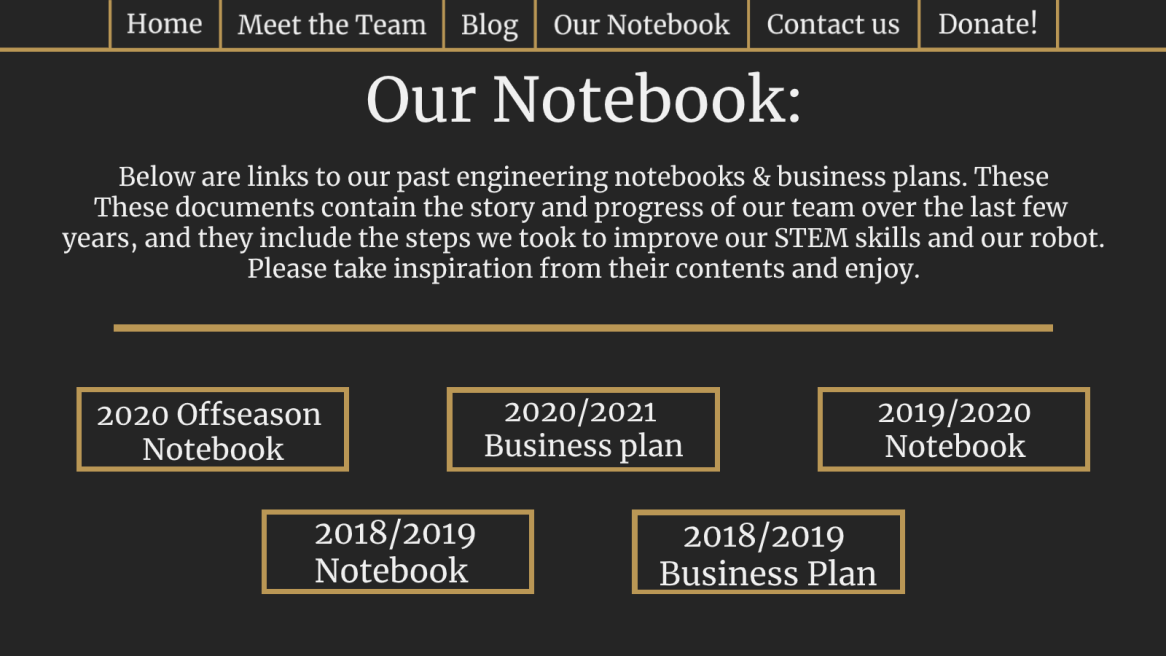 Home Meet the Team Blog Our Notebook Contact us Donate!
Our Notebook:
Below are links to our past engineering notebooks & business plans. These
These documents contain the story and progress of our team over the last few
years, and they include the steps we took to improve our STEM skills and our robot.
Please take inspiration from their contents and enjoy.
2020 Offseason
Notebook
2020/2021
Business plan
2019/2020
Notebook
2018/2019
Notebook
2018/2019
Business Plan